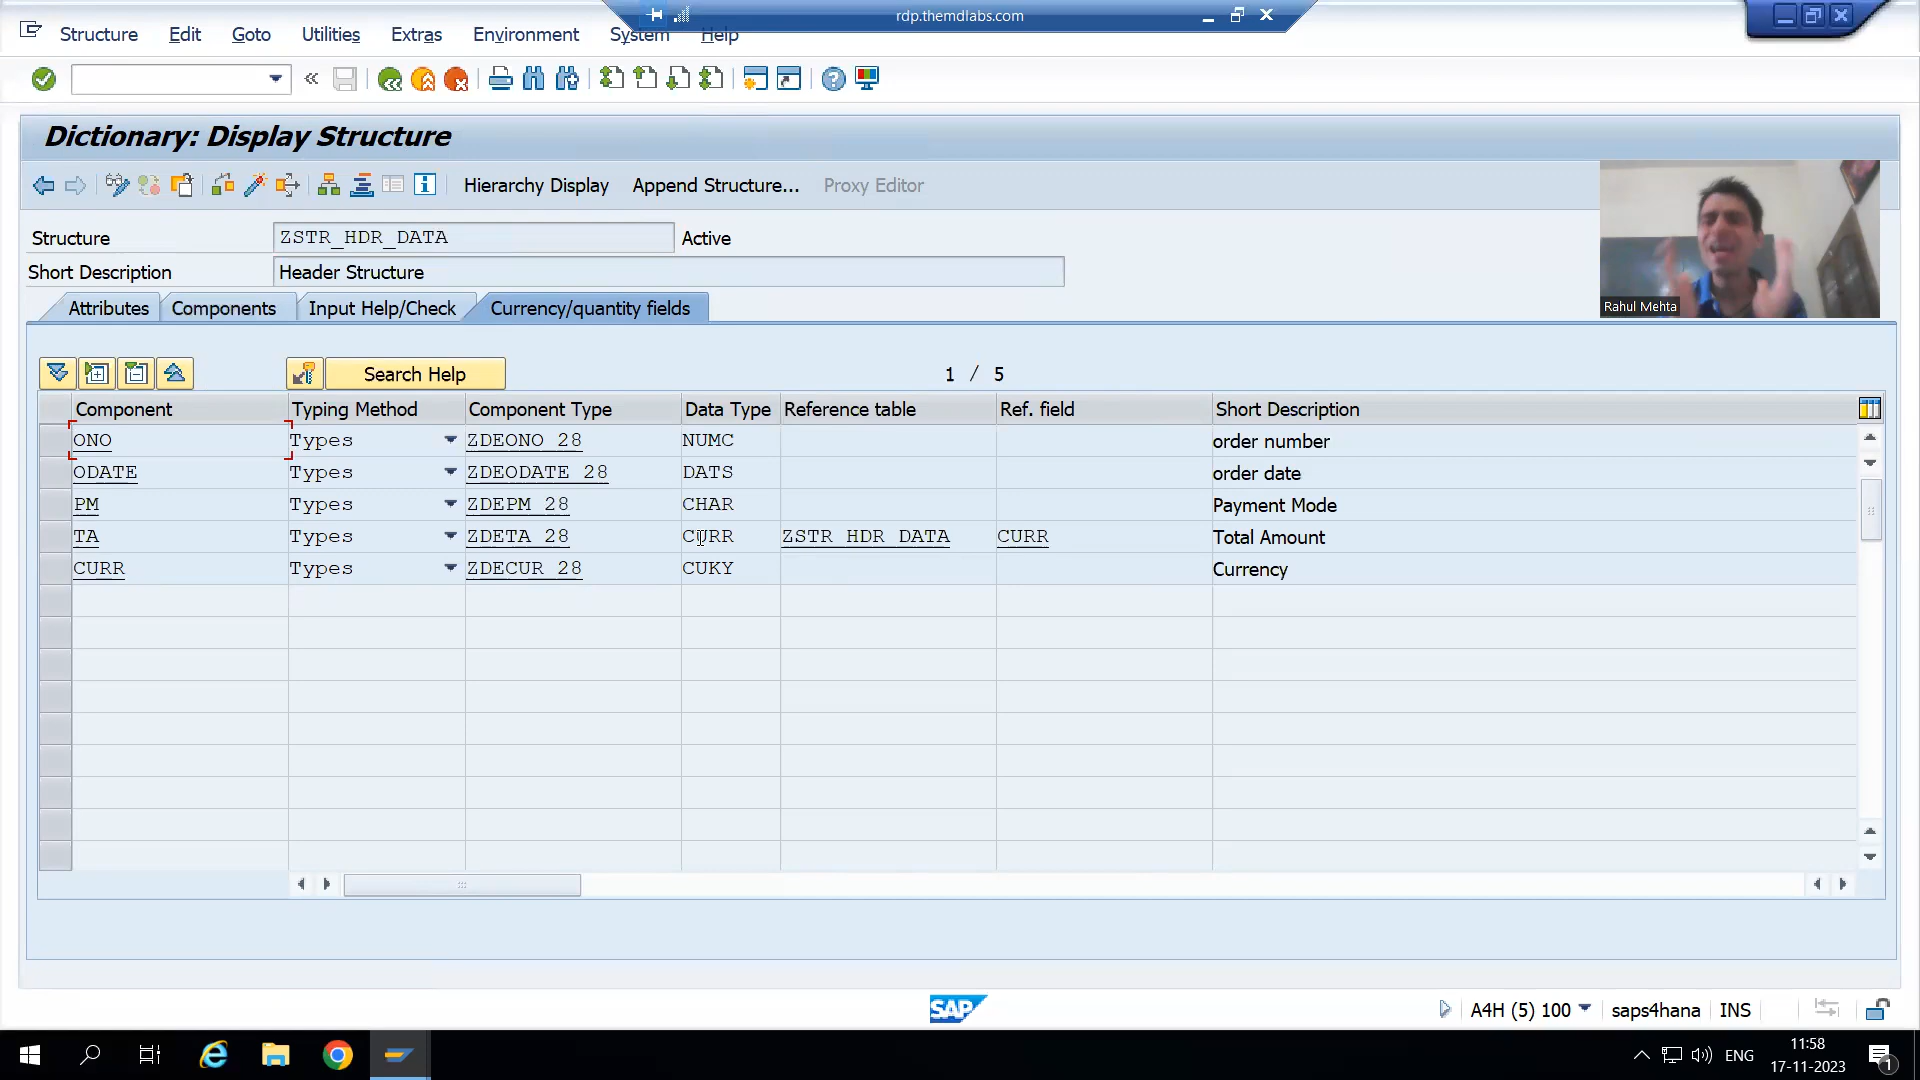 rdp.themdlabs.com
Structure Edit Goto Utilities Extras Environment System Help
Dictionary: Display Structure
Hierarchy Display Append Structure... Proxy Editor
Structure ZSTR_HDR_DATA Active
Short Description Header Structure
Rahul Mehta
Attributes Components Input Help/Check Currency/quantity fields
Search Help 1 / 5
Component Typing Method Component Type Data Type Reference table Ref. field Short Description
ONO Types ZDEONO_28 NUMC order number
ODATE Types ZDEODATE_28 DATS order date
PM Types ZDEPM_28 CHAR Payment Mode
TA Types ZDETA_28 CURR ZSTR_HDR_DATA CURR Total Amount
CURR Types ZDECUR_28 CUKY Currency
SAP A4H (5) 100 saps4hana INS
ENG 11:58
17-11-2023
1